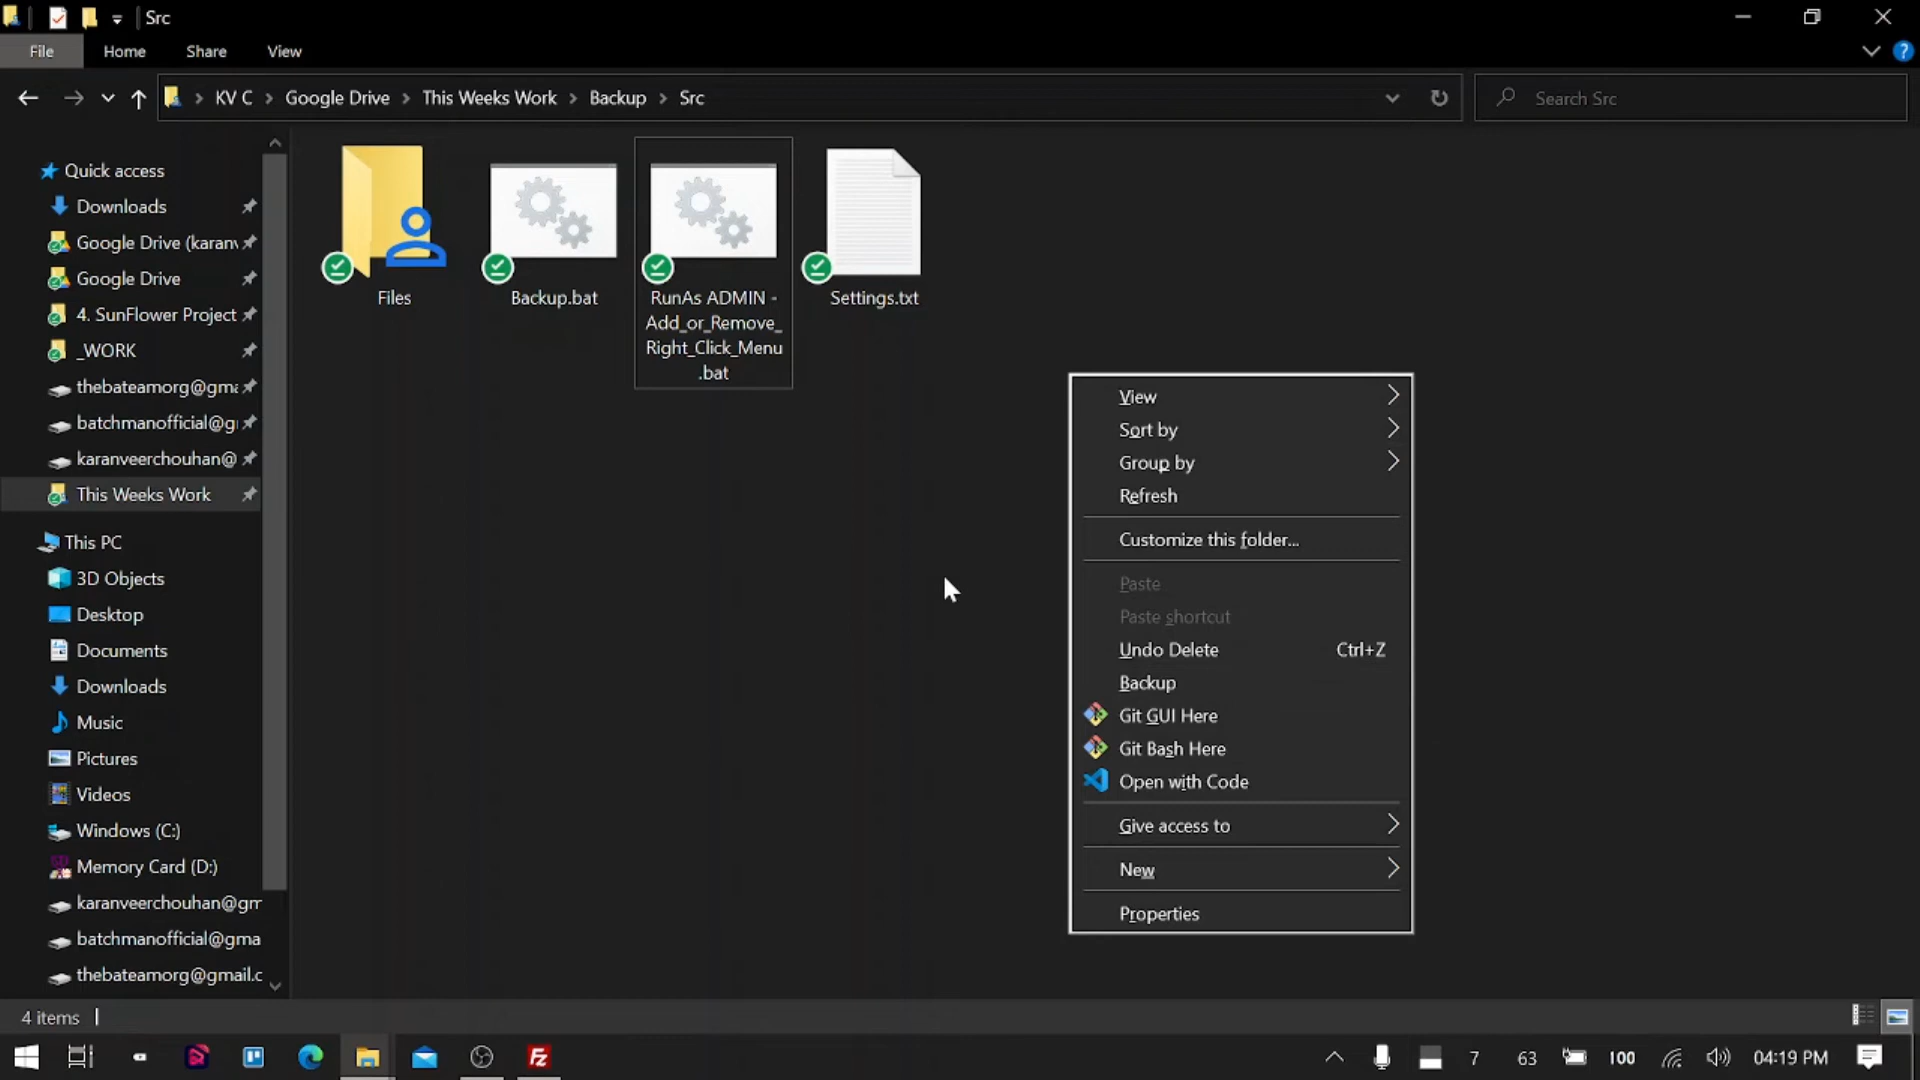 Src
File
Home
Share
View
KV C
Google Drive
This Weeks Work
Backup
Src
Search Src
Quick access
Downloads
Google Drive (karanv
Google Drive
4. SunFlower Project
_WORK
thebateamorg@gma
batchmanofficial@g
karanveerchouhan@
This Weeks Work
This PC
3D Objects
Desktop
Documents
Downloads
Music
Pictures
Videos
Windows (C:)
Memory Card (D:)
karanveerchouhan@gm
batchmanofficial@gma
thebateamorg@gmail.c
Files
Backup.bat
RunAs ADMIN -
Add_or_Remove_
Right_Click_Menu
.bat
Settings.txt
View
Sort by
Group by
Refresh
Customize this folder...
Paste
Paste shortcut
Undo Delete Ctrl+Z
Backup
Git GUI Here
Git Bash Here
Open with Code
Give access to
New
Properties
4 items
7
63
100
04:19 PM